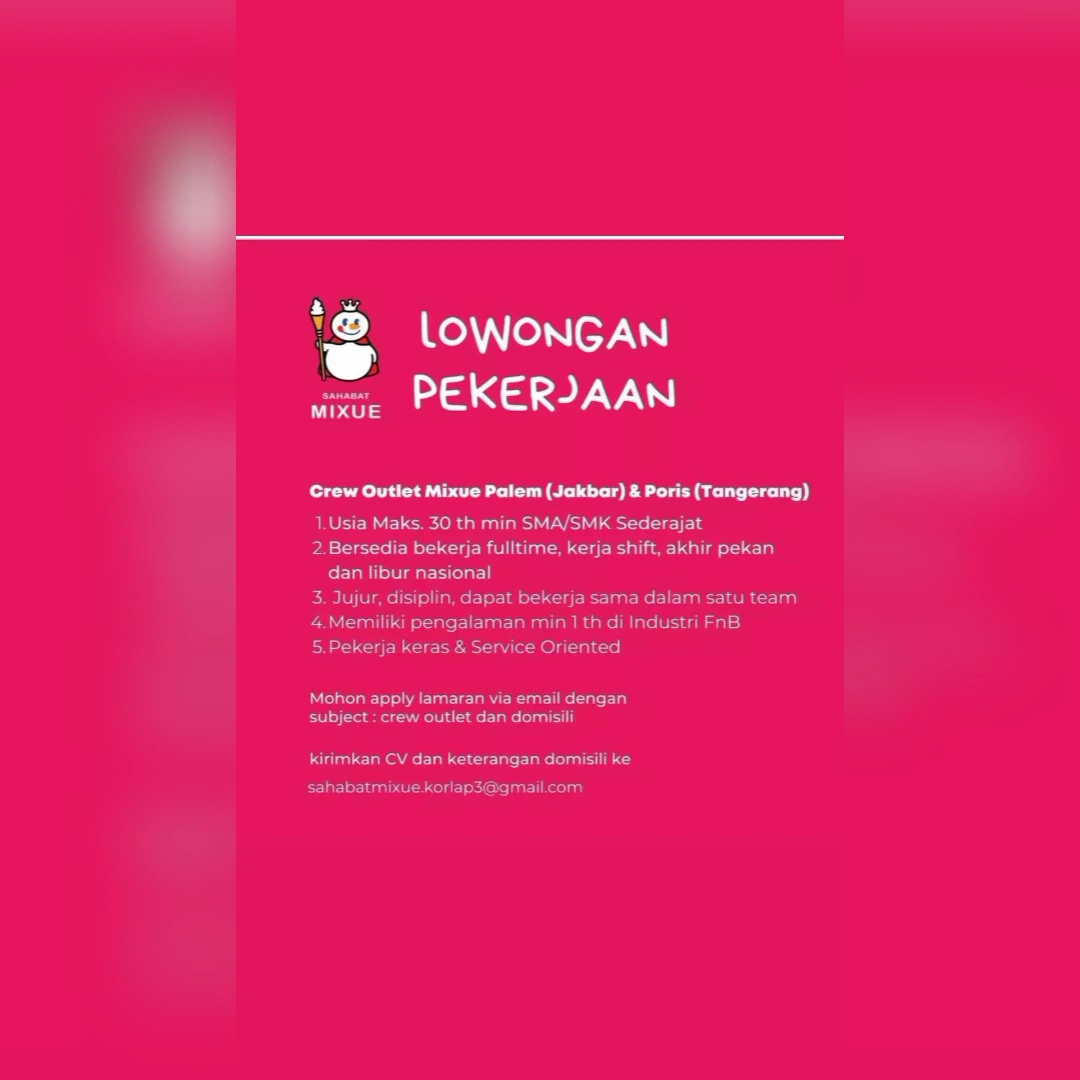 SAHABAT
MIXUE
LOWONGAN
PEKERJAAN
Crew Outlet Mixue Palem (Jakbar) & Poris (Tangerang)
1. Usia Maks. 30 th min SMA/SMK Sederajat
2. Bersedia bekerja fulltime, kerja shift, akhir pekan
dan libur nasional
3. Jujur, disiplin, dapat bekerja sama dalam satu team
4. Memiliki pengalaman min 1 th di Industri FnB
5. Pekerja keras & Service Oriented
Mohon apply lamaran via email dengan
subject : crew outlet dan domisili
kirimkan CV dan keterangan domisili ke
sahabatmixue.korlap3@gmail.com